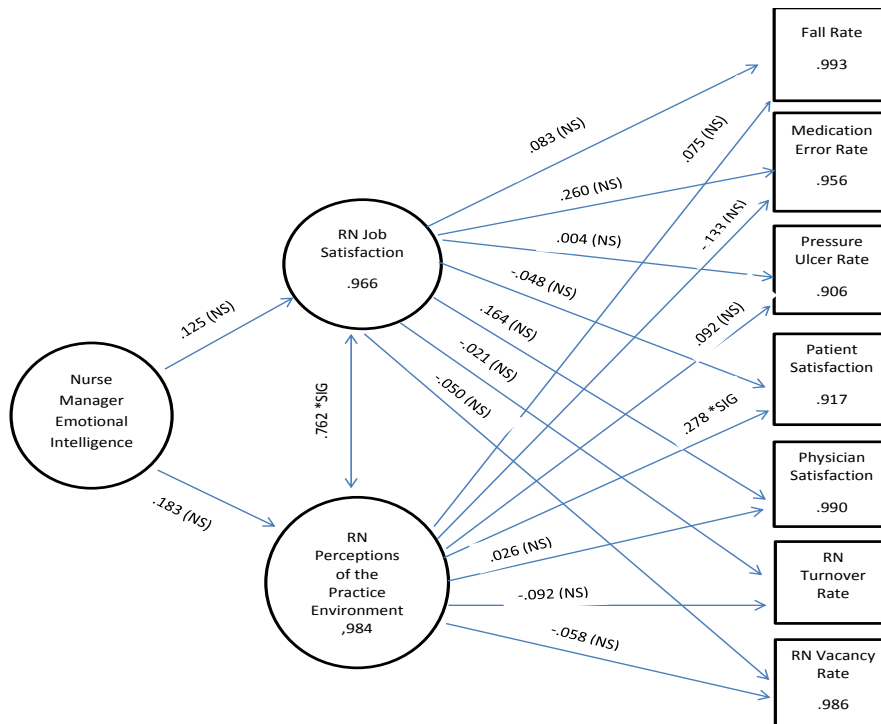 Nurse
Manager
Emotional
Intelligence
.125 (NS)
.183 (NS)
RN Job
Satisfaction
.966
.762 *SIG
RN
Perceptions
of the
Practice
Environment
,984
.083 (NS)
.260 (NS)
.004 (NS)
-.048 (NS)
.164 (NS)
-.021 (NS)
-.050 (NS)
.075 (NS)
-.133 (NS)
.092 (NS)
.278 *SIG
.026 (NS)
-.092 (NS)
-.058 (NS)
Fall Rate
.993
Medication
Error Rate
.956
Pressure
Ulcer Rate
.906
Patient
Satisfaction
.917
Physician
Satisfaction
.990
RN
Turnover
Rate
RN Vacancy
Rate
.986